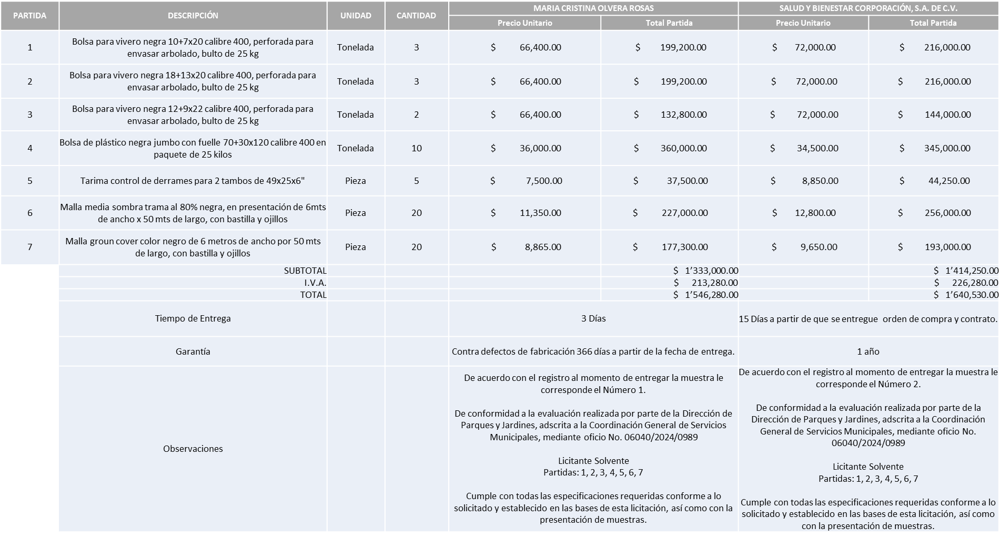 PARTIDA DESCRIPCIÓN UNIDAD CANTIDAD MARIA CRISTINA OLVERA ROSAS SALUD Y BIENESTAR CORPORACIÓN, S.A. DE C.V.
Precio Unitario Total Partida Precio Unitario Total Partida
1 Bolsa para vivero negra 10+7x20 calibre 400, perforada para
envasar arbolado, bulto de 25 kg Tonelada 3 $ 66,400.00 $ 199,200.00 $ 72,000.00 $ 216,000.00
2 Bolsa para vivero negra 18+13x20 calibre 400, perforada para
envasar arbolado, bulto de 25 kg Tonelada 3 $ 66,400.00 $ 199,200.00 $ 72,000.00 $ 216,000.00
3 Bolsa para vivero negra 12+9x22 calibre 400, perforada para
envasar arbolado, bulto de 25 kg Tonelada 2 $ 66,400.00 $ 132,800.00 $ 72,000.00 $ 144,000.00
4 Bolsa de plástico negra jumbo con fuelle 70+30x120 calibre 400 en
paquete de 25 kilos Tonelada 10 $ 36,000.00 $ 360,000.00 $ 34,500.00 $ 345,000.00
5 Tarima control de derrames para 2 tambos de 49x25x6" Pieza 5 $ 7,500.00 $ 37,500.00 $ 8,850.00 $ 44,250.00
6 Malla media sombra trama al 80% negra, en presentación de 6mts
de ancho x 50 mts de largo, con bastilla y ojillos Pieza 20 $ 11,350.00 $ 227,000.00 $ 12,800.00 $ 256,000.00
7 Malla groun cover color negro de 6 metros de ancho por 50 mts
de largo, con bastilla y ojillos Pieza 20 $ 8,865.00 $ 177,300.00 $ 9,650.00 $ 193,000.00
SUBTOTAL $ 1’333,000.00 $ 1’414,250.00
I.V.A. $ 213,280.00 $ 226,280.00
TOTAL $ 1’546,280.00 $ 1’640,530.00
Tiempo de Entrega 3 Días 15 Días a partir de que se entregue orden de compra y contrato.
Garantía Contra defectos de fabricación 366 días a partir de la fecha de entrega. 1 año
Observaciones
De acuerdo con el registro al momento de entregar la muestra le
corresponde el Número 1.
De conformidad a la evaluación realizada por parte de la Dirección de
Parques y Jardines, adscrita a la Coordinación General de Servicios
Municipales, mediante oficio No. 06040/2024/0989
Licitante Solvente
Partidas: 1, 2, 3, 4, 5, 6, 7
Cumple con todas las especificaciones requeridas conforme a lo
solicitado y establecido en las bases de esta licitación, así como con la
presentación de muestras.
De acuerdo con el registro al momento de entregar la muestra le
corresponde el Número 2.
De conformidad a la evaluación realizada por parte de la
Dirección de Parques y Jardines, adscrita a la Coordinación
General de Servicios Municipales, mediante oficio No.
06040/2024/0989
Licitante Solvente
Partidas: 1, 2, 3, 4, 5, 6, 7
Cumple con todas las especificaciones requeridas conforme a lo
solicitado y establecido en las bases de esta licitación, así como
con la presentación de muestras.